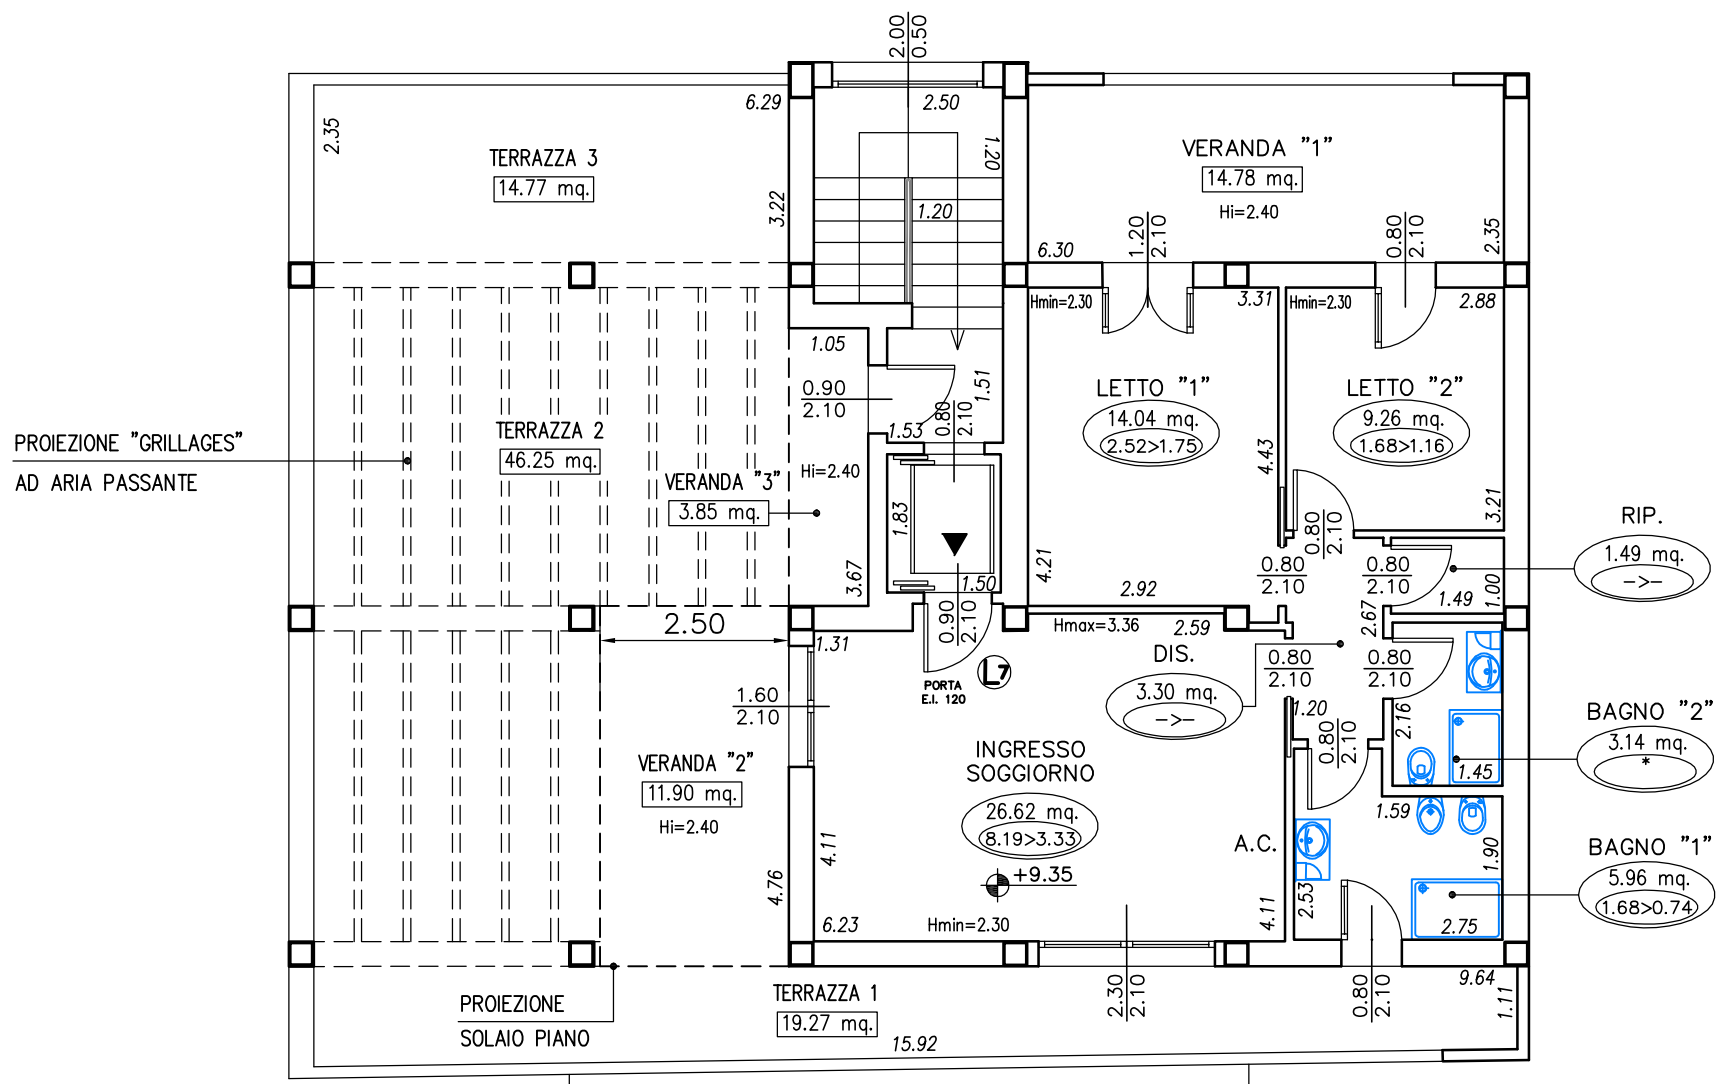 2.00
0.50
6.29
2.50
2.35
1.20
TERRAZZA 3
14.77 mq.
3.22
1.20
VERANDA "1"
14.78 mq.
Hi=2.40
6.30
1.20
2.10
0.80
2.10
2.35
Hmin=2.30
3.31
Hmin=2.30
2.88
1.05
0.90
2.10
1.51
1.53
0.80
2.10
LETTO "1"
14.04 mq.
2.52>1.75
LETTO "2"
9.26 mq.
1.68>1.16
PROIEZIONE "GRILLAGES"
AD ARIA PASSANTE
TERRAZZA 2
46.25 mq.
VERANDA "3"
3.85 mq.
Hi=2.40
1.83
4.43
3.21
0.80
2.10
RIP.
1.49 mq.
->-
3.67
1.50
4.21
2.92
0.80
2.10
0.80
2.10
1.49
1.00
2.50
1.31
0.90
2.10
Hmax=3.36
2.59
2.67
PORTA
E.I. 120
L7
DIS.
3.30 mq.
->-
0.80
2.10
0.80
2.10
1.60
2.10
1.20
2.16
0.80
2.10
BAGNO "2"
3.14 mq.
*
1.45
VERANDA "2"
11.90 mq.
Hi=2.40
INGRESSO
SOGGIORNO
26.62 mq.
8.19>3.33
+9.35
4.11
4.76
6.23
Hmin=2.30
4.11
A.C.
1.59
1.90
2.53
2.75
BAGNO "1"
5.96 mq.
1.68>0.74
PROIEZIONE
SOLAIO PIANO
TERRAZZA 1
19.27 mq.
2.30
2.10
0.80
2.10
9.64
1.11
15.92